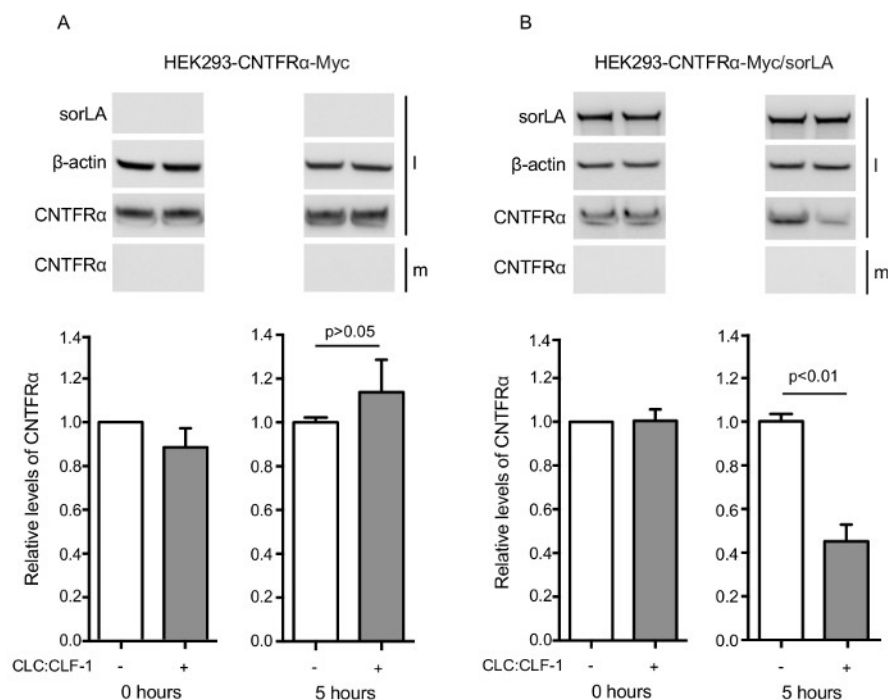 A
HEK293-CNTFRα-Myc
sorLA
β-actin
CNTFRα
CNTFRα
l
m
B
HEK293-CNTFRα-Myc/sorLA
sorLA
β-actin
CNTFRα
CNTFRα
l
m
Relative levels of CNTFRα
1.4
1.2
1.0
0.8
0.6
0.4
0.2
0.0
CLC:CLF-1 - +
0 hours
1.4
1.2
1.0
0.8
0.6
0.4
0.2
0.0
p>0.05
- +
5 hours
Relative levels of CNTFRα
1.4
1.2
1.0
0.8
0.6
0.4
0.2
0.0
CLC:CLF-1 - +
0 hours
1.4
1.2
1.0
0.8
0.6
0.4
0.2
0.0
p<0.01
- +
5 hours